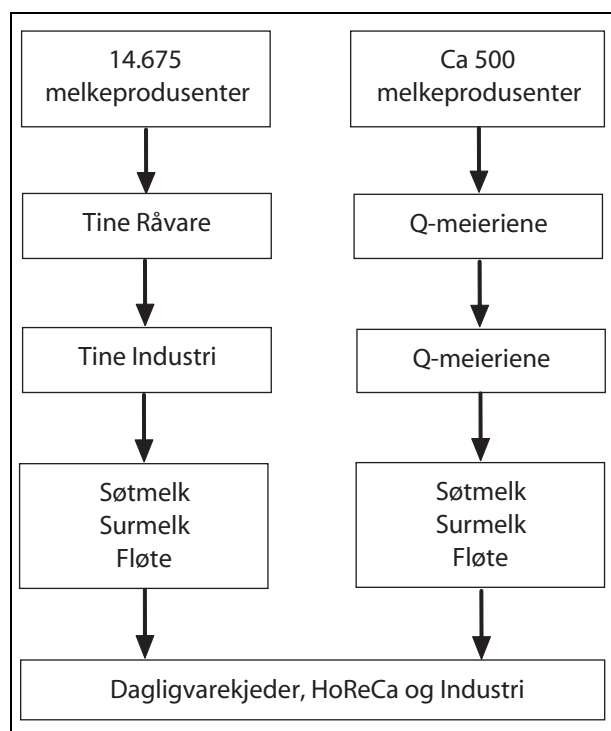 14.675
melkeprodusenter
Tine Råvare
Tine Industri
Søtmelk
Surmelk
Fløte
Ca 500
melkeprodusenter
Q-meieriene
Q-meieriene
Søtmelk
Surmelk
Fløte
Dagligvarekjeder, HoReCa og Industri